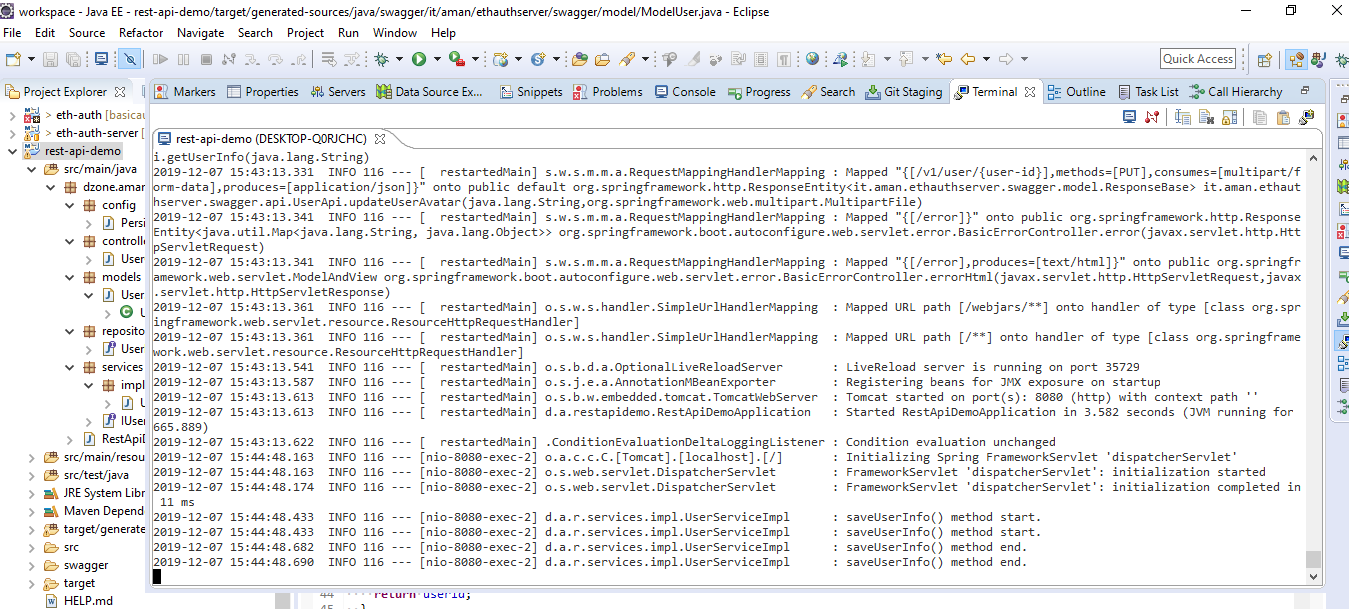 workspace - Java EE - rest-api-demo/target/generated-sources/java/swagger/it/aman/ethauthserver/swagger/model/ModelUser.java - Eclipse
File Edit Source Refactor Navigate Search Project Run Window Help
Quick Access
Project Explorer
Markers Properties Servers Data Source Ex... Snippets Problems Console Progress Search Git Staging Terminal Outline Task List Call Hierarchy
> eth-auth [basicau
> eth-auth-server [
rest-api-demo
src/main/java
dzone.aman
config
Persi
controlle
User
models
User
reposito
User
services
impl
IUser
RestApiD
src/main/resou
src/test/java
JRE System Libr
Maven Depend
target/generate
src
swagger
target
HELP.md
rest-api-demo (DESKTOP-Q0RJCHC)
i.getUserInfo(java.lang.String)
2019-12-07 15:43:13.331 INFO 116 --- [ restartedMain] s.w.s.m.m.a.RequestMappingHandlerMapping : Mapped "{[/v1/user/{user-id}],methods=[PUT],consumes=[multipart/f
orm-data],produces=[application/json]}" onto public default org.springframework.http.ResponseEntity<it.aman.ethauthserver.swagger.model.ResponseBase> it.aman.ethaut
hserver.swagger.api.UserApi.updateUserAvatar(java.lang.String,org.springframework.web.multipart.MultipartFile)
2019-12-07 15:43:13.341 INFO 116 --- [ restartedMain] s.w.s.m.m.a.RequestMappingHandlerMapping : Mapped "{[/error]}" onto public org.springframework.http.Response
Entity<java.util.Map<java.lang.String, java.lang.Object>> org.springframework.boot.autoconfigure.web.servlet.error.BasicErrorController.error(javax.servlet.http.Htt
pServletRequest)
2019-12-07 15:43:13.341 INFO 116 --- [ restartedMain] s.w.s.m.m.a.RequestMappingHandlerMapping : Mapped "{[/error],produces=[text/html]}" onto public org.springfr
amework.web.servlet.ModelAndView org.springframework.boot.autoconfigure.web.servlet.error.BasicErrorController.errorHtml(javax.servlet.http.HttpServletRequest,javax
.servlet.http.HttpServletResponse)
2019-12-07 15:43:13.361 INFO 116 --- [ restartedMain] o.s.w.s.handler.SimpleUrlHandlerMapping : Mapped URL path [/webjars/**] onto handler of type [class org.spr
ingframework.web.servlet.resource.ResourceHttpRequestHandler]
2019-12-07 15:43:13.361 INFO 116 --- [ restartedMain] o.s.w.s.handler.SimpleUrlHandlerMapping : Mapped URL path [/**] onto handler of type [class org.springframe
work.web.servlet.resource.ResourceHttpRequestHandler]
2019-12-07 15:43:13.541 INFO 116 --- [ restartedMain] o.s.b.d.a.OptionalLiveReloadServer : LiveReload server is running on port 35729
2019-12-07 15:43:13.587 INFO 116 --- [ restartedMain] o.s.j.e.a.AnnotationMBeanExporter : Registering beans for JMX exposure on startup
2019-12-07 15:43:13.613 INFO 116 --- [ restartedMain] o.s.b.w.embedded.tomcat.TomcatWebServer : Tomcat started on port(s): 8080 (http) with context path ''
2019-12-07 15:43:13.613 INFO 116 --- [ restartedMain] d.a.restapidemo.RestApiDemoApplication : Started RestApiDemoApplication in 3.582 seconds (JVM running for
665.889)
2019-12-07 15:43:13.622 INFO 116 --- [ restartedMain] .ConditionEvaluationDeltaLoggingListener : Condition evaluation unchanged
2019-12-07 15:44:48.163 INFO 116 --- [nio-8080-exec-2] o.a.c.c.C.[Tomcat].[localhost].[/] : Initializing Spring FrameworkServlet 'dispatcherServlet'
2019-12-07 15:44:48.163 INFO 116 --- [nio-8080-exec-2] o.s.web.servlet.DispatcherServlet : FrameworkServlet 'dispatcherServlet': initialization started
2019-12-07 15:44:48.174 INFO 116 --- [nio-8080-exec-2] o.s.web.servlet.DispatcherServlet : FrameworkServlet 'dispatcherServlet': initialization completed in
11 ms
2019-12-07 15:44:48.433 INFO 116 --- [nio-8080-exec-2] d.a.r.services.impl.UserServiceImpl : saveUserInfo() method start.
2019-12-07 15:44:48.433 INFO 116 --- [nio-8080-exec-2] d.a.r.services.impl.UserServiceImpl : saveUserInfo() method start.
2019-12-07 15:44:48.682 INFO 116 --- [nio-8080-exec-2] d.a.r.services.impl.UserServiceImpl : saveUserInfo() method end.
2019-12-07 15:44:48.690 INFO 116 --- [nio-8080-exec-2] d.a.r.services.impl.UserServiceImpl : saveUserInfo() method end.
44 return userid;